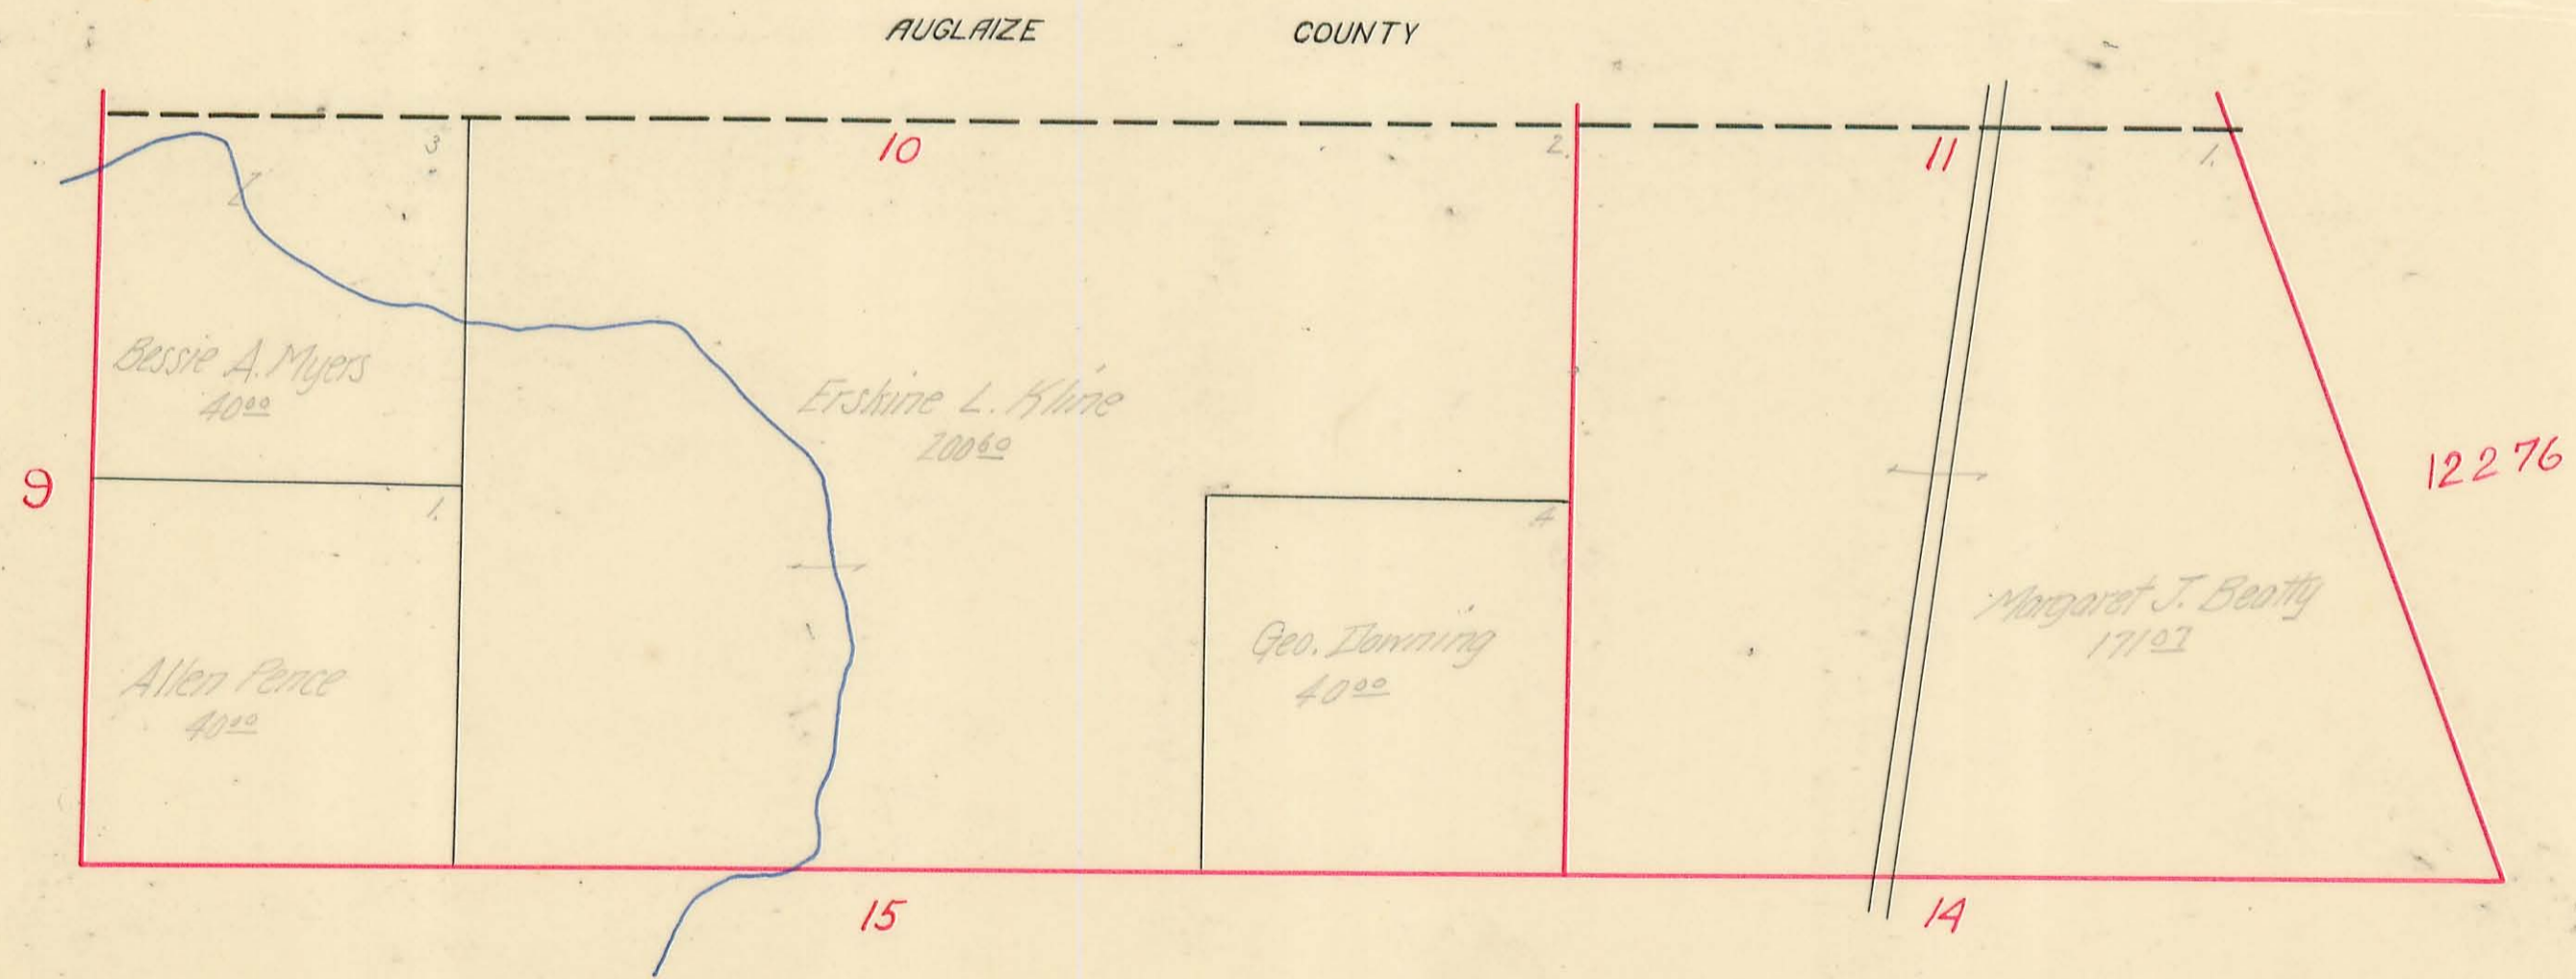 AUGLAIZE COUNTY
3
10
2.
11
1.
Bessie A. Myers
40 00
Erskine L. Kline
200 60
9
12276
1.
4
Margaret J. Beatty
171 07
Geo. Downing
40 00
Allen Pence
40 00
15
14